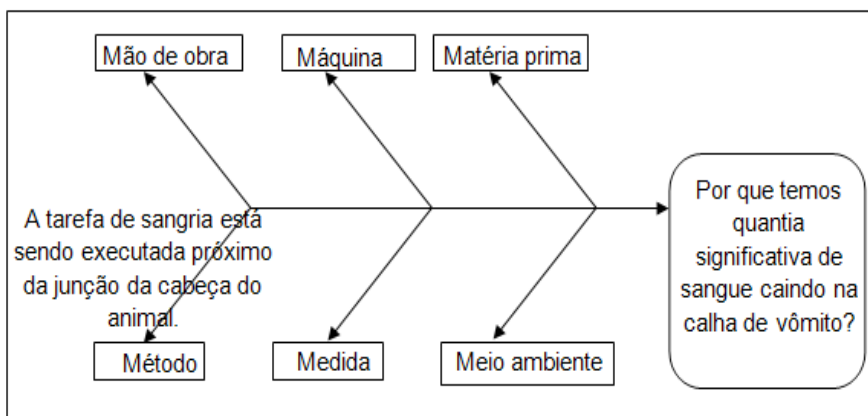 Mão de obra
Máquina
Matéria prima
A tarefa de sangria está
sendo executada próximo
da junção da cabeça do
animal.
Por que temos
quantia
significativa de
sangue caindo na
calha de vômito?
Método
Medida
Meio ambiente